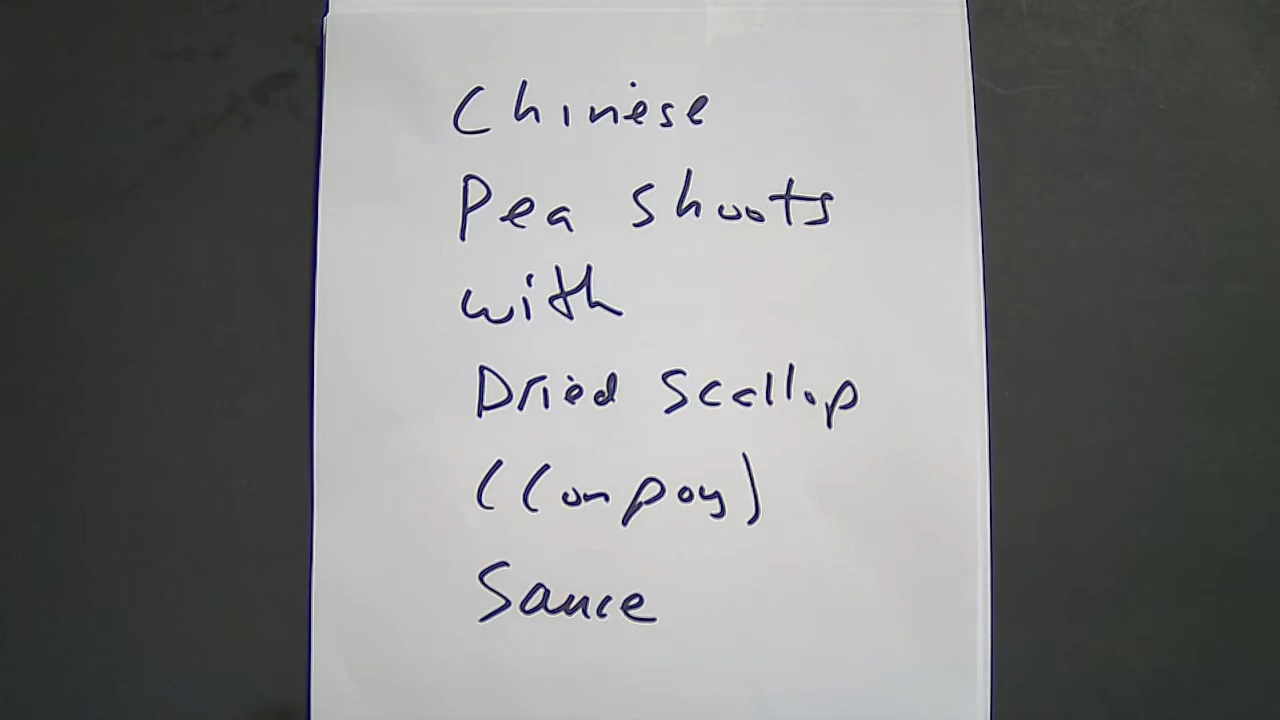 Chinese
Pea shoots
with
Dried Scallop
(Conpoy)
Sauce